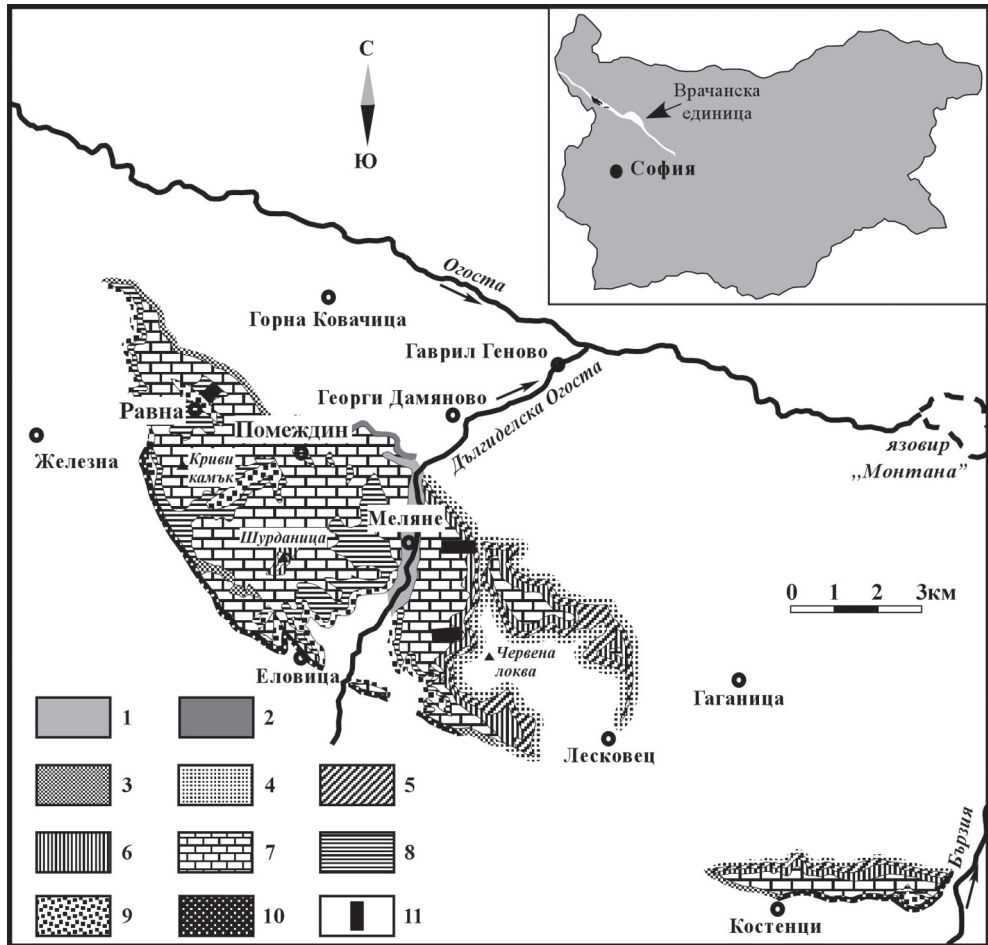 С
Ю
Врачанска
единица
София
Огоста
Горна Ковачица
Гаврил Геново
Георги Дамяново
Дългиделска Огоста
язовир
,,Монтана”
Равна
Помеждин
Железна
Криви
камък
Меляне
Шурданица
0 1 2 3км
Червена
локва
Еловица
Гаганица
Лесковец
1 2
3 4 5
6 7 8
9 10 11
Бързия
Костенци